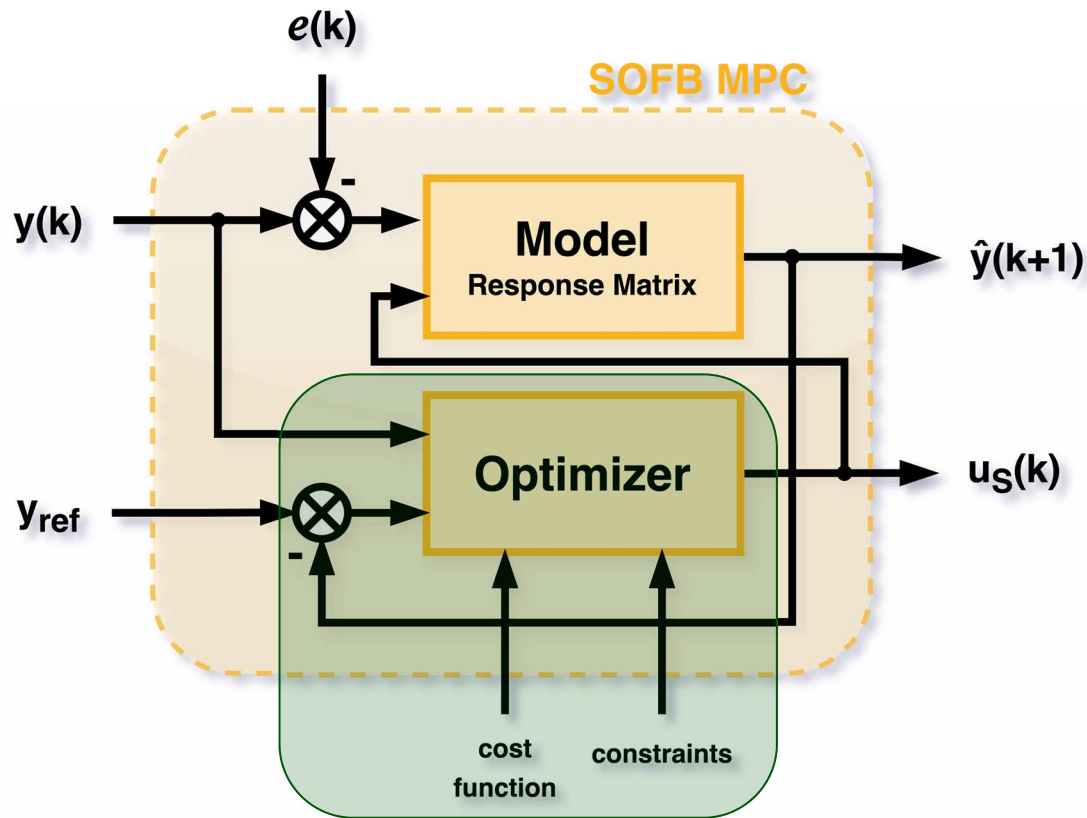 e(k)
SOFB MPC
-
y(k)
Model
Response Matrix
ŷ(k+1)
Optimizer
y_ref
-
u_S(k)
cost
function
constraints